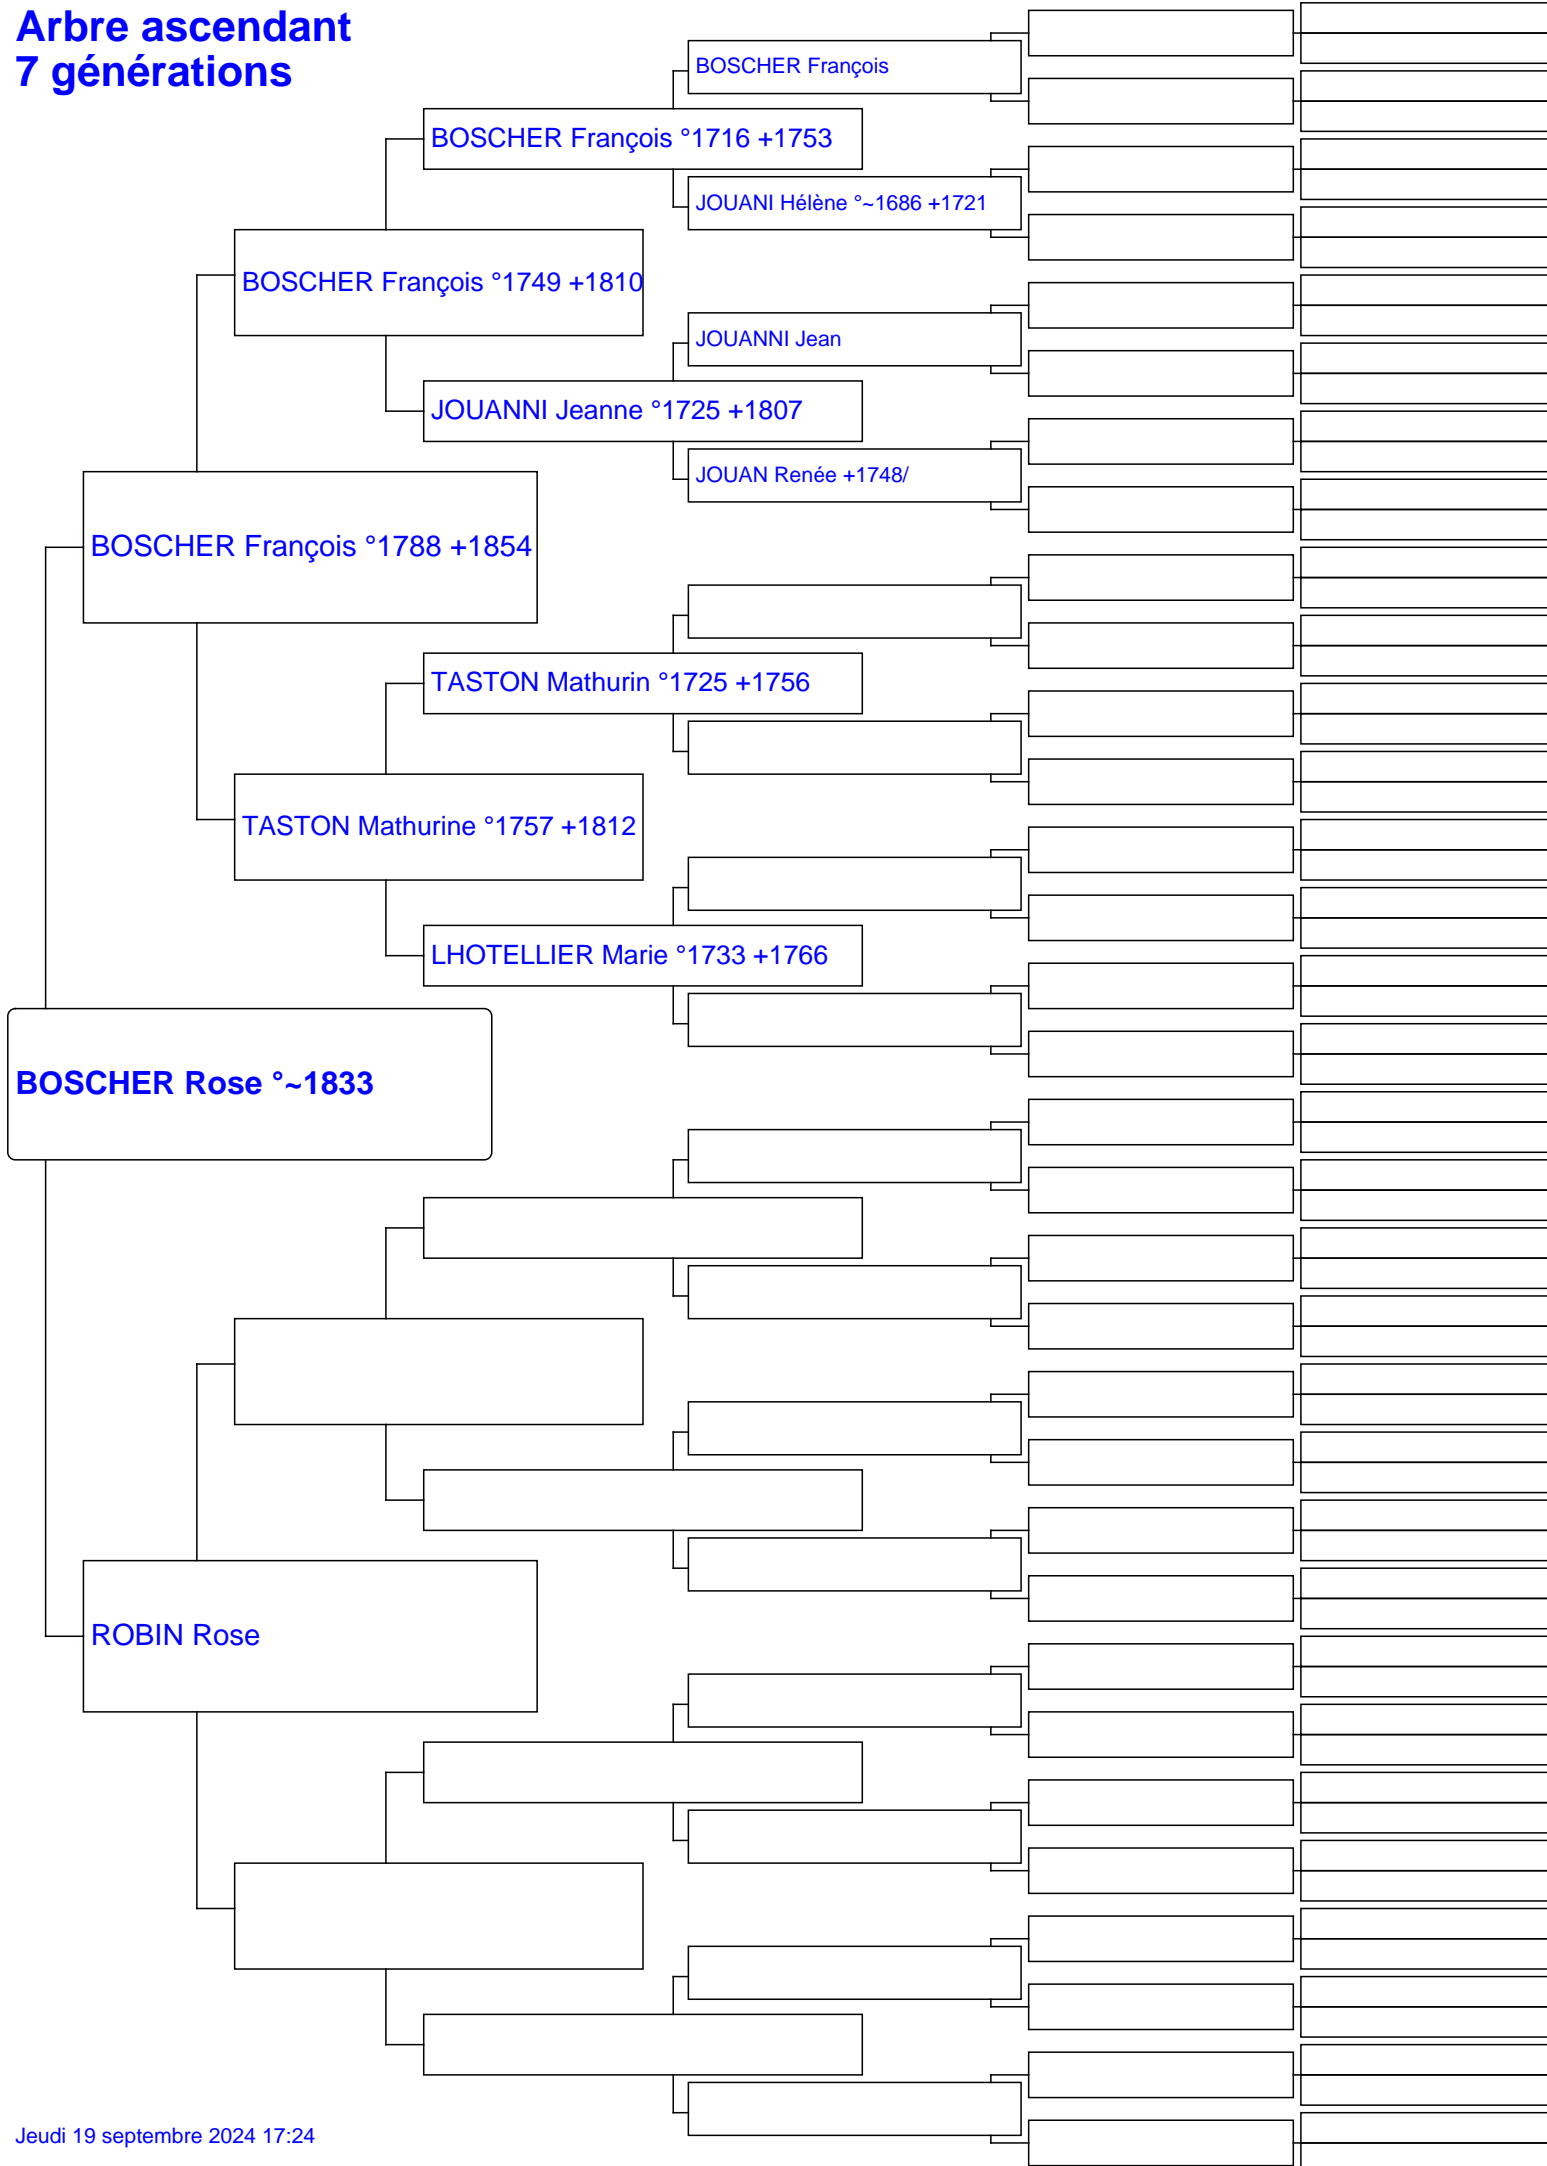 Arbre ascendant
7 générations
BOSCHER François
BOSCHER François °1716 +1753
JOUANI Hélène °~1686 +1721
BOSCHER François °1749 +1810
JOUANNI Jean
JOUANNI Jeanne °1725 +1807
JOUAN Renée +1748/
BOSCHER François °1788 +1854
TASTON Mathurin °1725 +1756
TASTON Mathurine °1757 +1812
LHOTELLIER Marie °1733 +1766
BOSCHER Rose °~1833
ROBIN Rose
Jeudi 19 septembre 2024 17:24